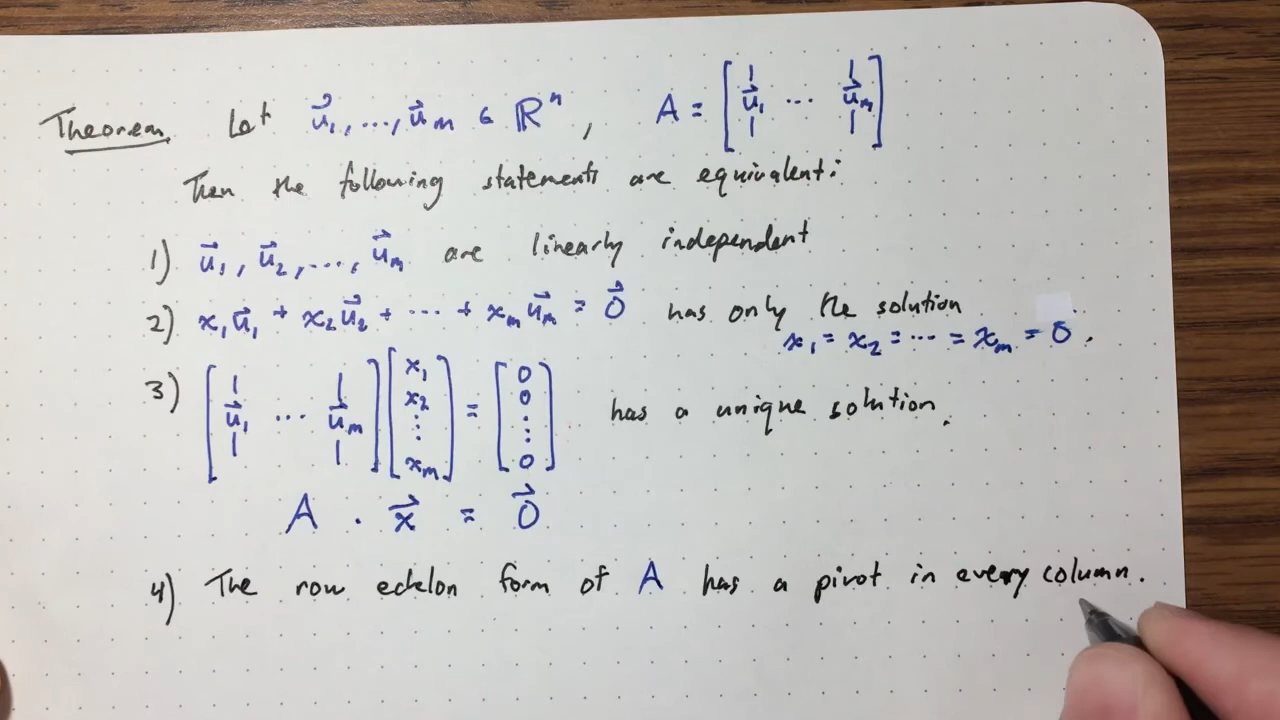 Theorem. Let u⃗₁, ..., u⃗ₘ ∈ ℝⁿ, A = [u⃗₁ ... u⃗ₘ]
Then the following statements are equivalent:
1) u⃗₁, u⃗₂, ..., u⃗ₘ are linearly independent
2) x₁u⃗₁ + x₂u⃗₂ + ... + xₘu⃗ₘ = 0⃗ has only the solution
x₁ = x₂ = ... = xₘ = 0.
3) [u⃗₁ ... u⃗ₘ] [x₁ x₂ ⋮ xₘ] = [0 0 ⋮ 0] has a unique solution.
A · x⃗ = 0⃗
4) The row echelon form of A has a pivot in every column.